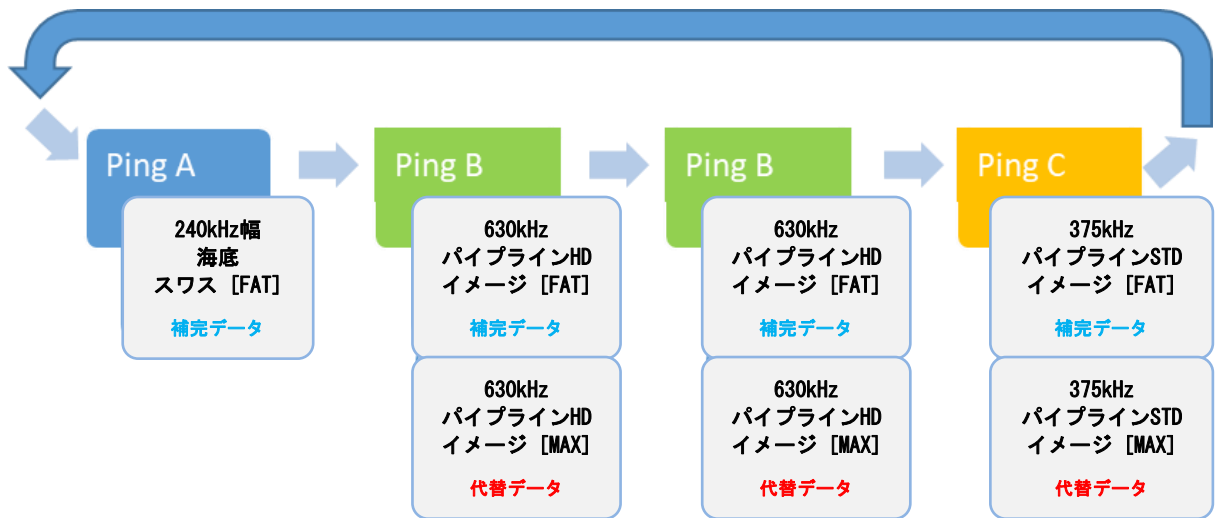 Ping A
240kHz幅
海底
スワス [FAT]
補完データ
Ping B
630kHz
パイプラインHD
イメージ [FAT]
補完データ
630kHz
パイプラインHD
イメージ [MAX]
代替データ
Ping B
630kHz
パイプラインHD
イメージ [FAT]
補完データ
630kHz
パイプラインHD
イメージ [MAX]
代替データ
Ping C
375kHz
パイプラインSTD
イメージ [FAT]
補完データ
375kHz
パイプラインSTD
イメージ [MAX]
代替データ